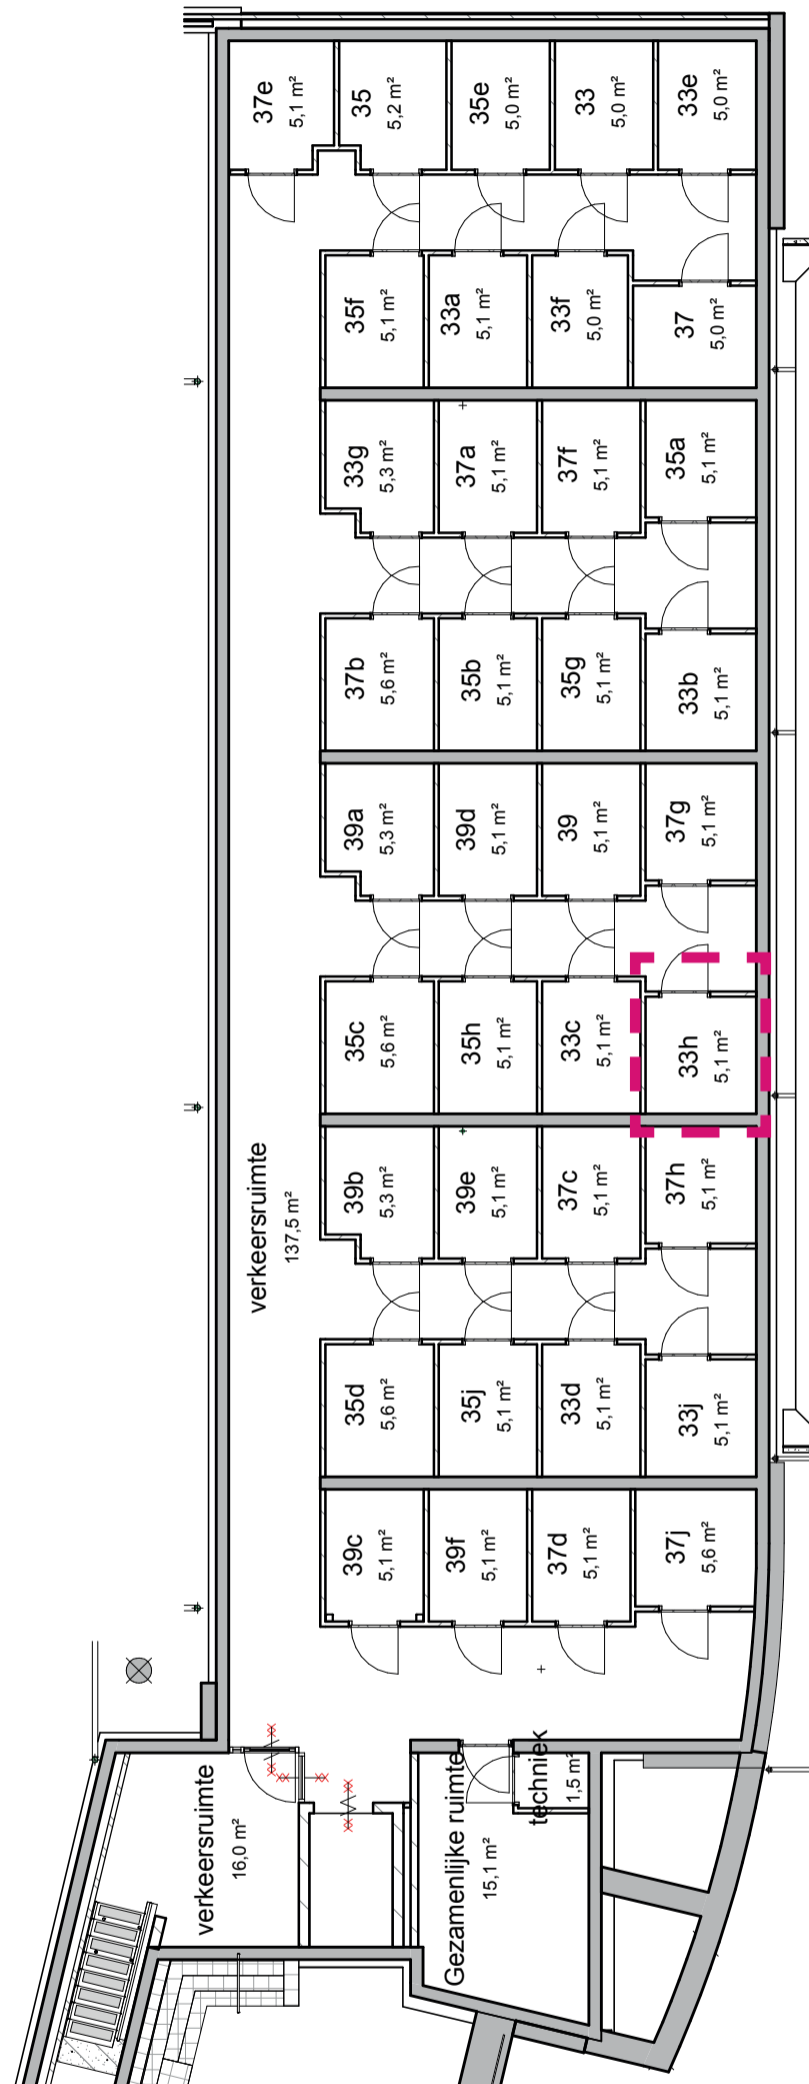 37e
5,1 m²
35
5,2 m²
35e
5,0 m²
33
5,0 m²
33e
5,0 m²
35f
5,1 m²
33a
5,1 m²
33f
5,0 m²
37
5,0 m²
33g
5,3 m²
37a
5,1 m²
37f
5,1 m²
35a
5,1 m²
37b
5,6 m²
35b
5,1 m²
35g
5,1 m²
33b
5,1 m²
39a
5,3 m²
39d
5,1 m²
39
5,1 m²
37g
5,1 m²
35c
5,6 m²
35h
5,1 m²
33c
5,1 m²
33h
5,1 m²
verkeersruimte
137,5 m²
39b
5,3 m²
39e
5,1 m²
37c
5,1 m²
37h
5,1 m²
35d
5,6 m²
35j
5,1 m²
33d
5,1 m²
33j
5,1 m²
39c
5,1 m²
39f
5,1 m²
37d
5,1 m²
37j
5,6 m²
verkeersruimte
16,0 m²
Gezamenlijke ruimte
15,1 m²
techniek
1,5 m²